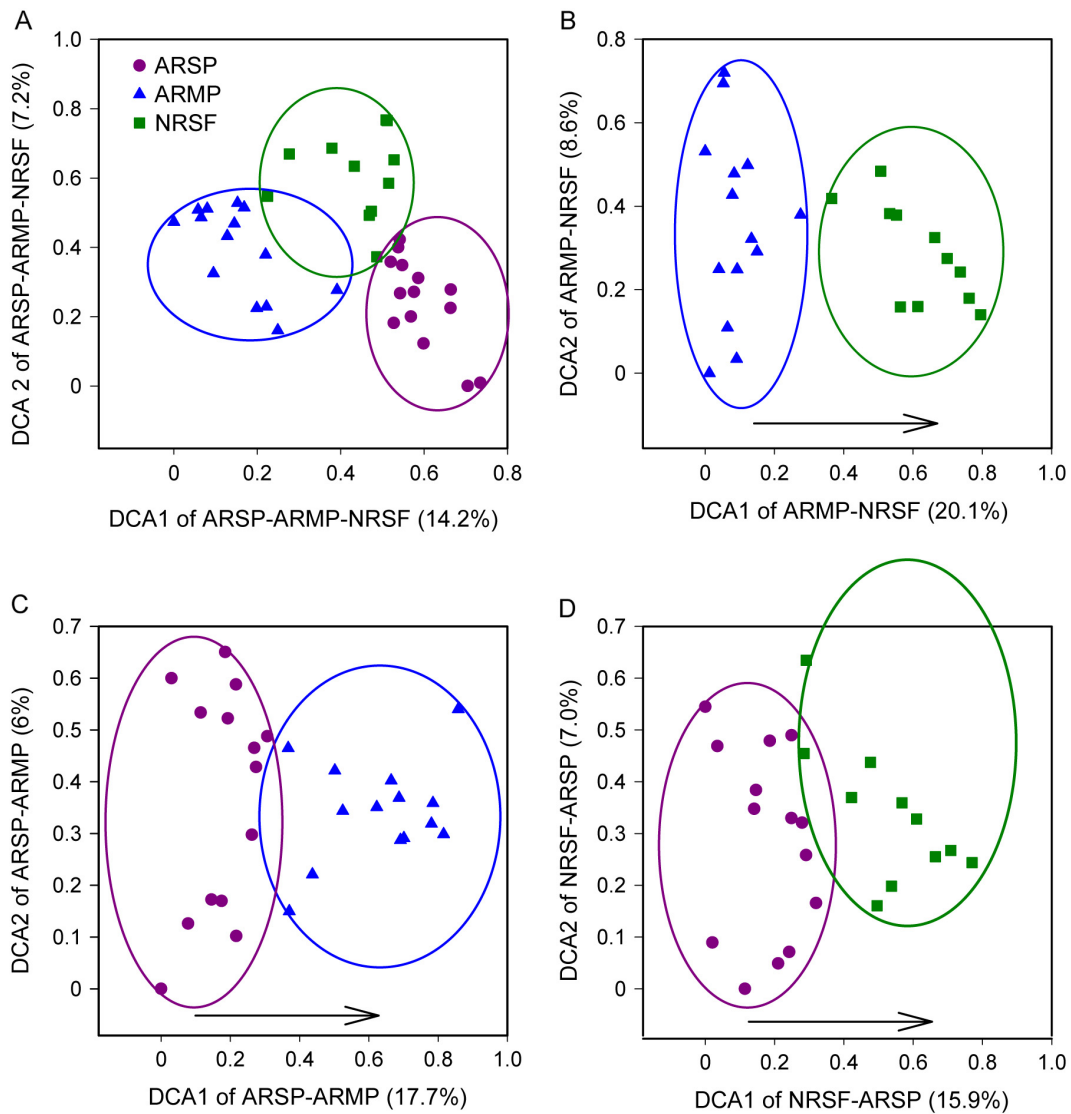 A
DCA 2 of ARSP-ARMP-NRSF (7.2%)
1.0
0.8
0.6
0.4
0.2
0
ARSP
ARMP
NRSF
0 0.2 0.4 0.6 0.8
DCA1 of ARSP-ARMP-NRSF (14.2%)
B
DCA2 of ARMP-NRSF (8.6%)
0.8
0.6
0.4
0.2
0
0 0.2 0.4 0.6 0.8 1.0
DCA1 of ARMP-NRSF (20.1%)
C
DCA2 of ARSP-ARMP (6%)
0.7
0.6
0.5
0.4
0.3
0.2
0.1
0
0 0.2 0.4 0.6 0.8 1.0
DCA1 of ARSP-ARMP (17.7%)
D
DCA2 of NRSF-ARSP (7.0%)
0.7
0.6
0.5
0.4
0.3
0.2
0.1
0
0 0.2 0.4 0.6 0.8 1.0
DCA1 of NRSF-ARSP (15.9%)